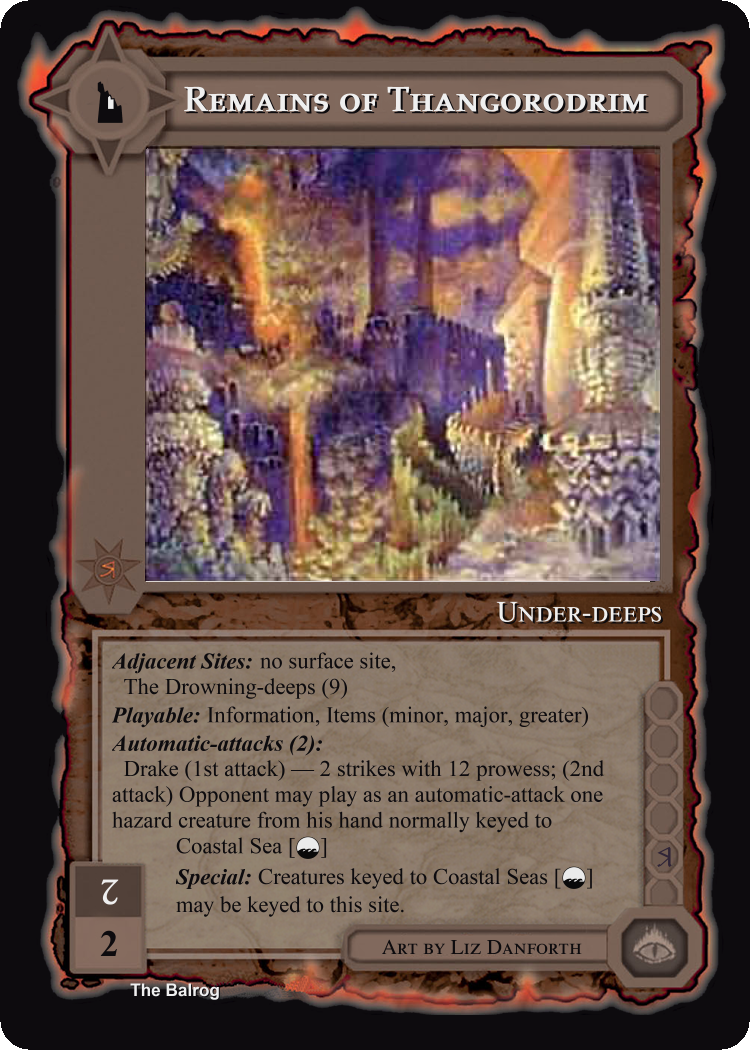 Remains of Thangorodrim
Under-deeps
Adjacent Sites: no surface site,
The Drowning-deeps (9)
Playable: Information, Items (minor, major, greater)
Automatic-attacks (2):
Drake (1st attack) — 2 strikes with 12 prowess; (2nd
attack) Opponent may play as an automatic-attack one
hazard creature from his hand normally keyed to
Coastal Sea [ ]
Special: Creatures keyed to Coastal Seas [ ]
may be keyed to this site.
2
2
Art by Liz Danforth
The Balrog